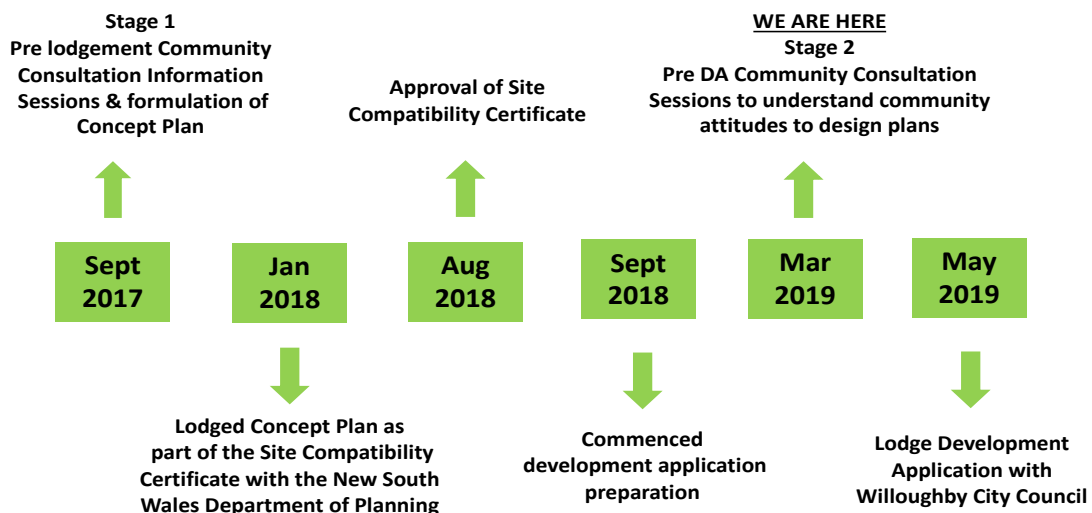 Stage 1
Pre lodgement Community
Consultation Information
Sessions & formulation of
Concept Plan
Approval of Site
Compatibility Certificate
WE ARE HERE
Stage 2
Pre DA Community Consultation
Sessions to understand community
attitudes to design plans
Sept
2017
Jan
2018
Aug
2018
Sept
2018
Mar
2019
May
2019
Lodged Concept Plan as
part of the Site Compatibility
Certificate with the New South
Wales Department of Planning
Commenced
development application
preparation
Lodge Development
Application with
Willoughby City Council